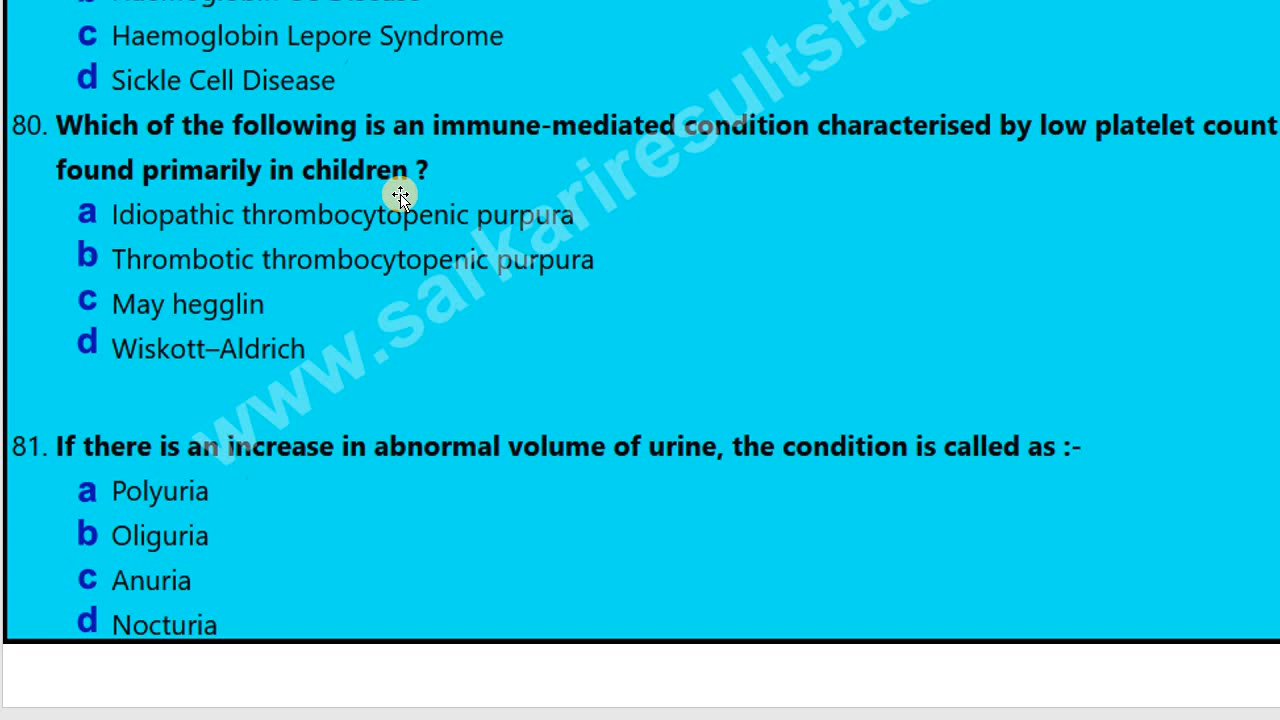 c Haemoglobin Lepore Syndrome
d Sickle Cell Disease
80. Which of the following is an immune-mediated condition characterised by low platelet count
found primarily in children ?
a Idiopathic thrombocytopenic purpura
b Thrombotic thrombocytopenic purpura
c May hegglin
d Wiskott–Aldrich
www.sarkariresultsfa
81. If there is an increase in abnormal volume of urine, the condition is called as :-
a Polyuria
b Oliguria
c Anuria
d Nocturia